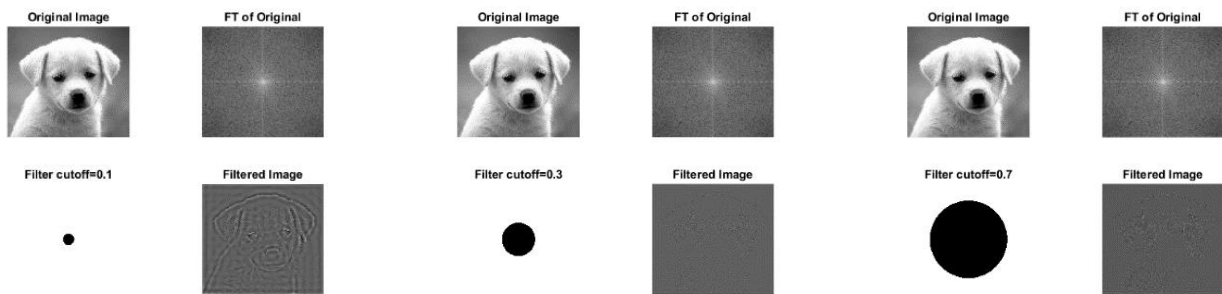 Original Image
FT of Original
Original Image
FT of Original
Original Image
FT of Original
Filter cutoff=0.1
Filtered Image
Filter cutoff=0.3
Filtered Image
Filter cutoff=0.7
Filtered Image